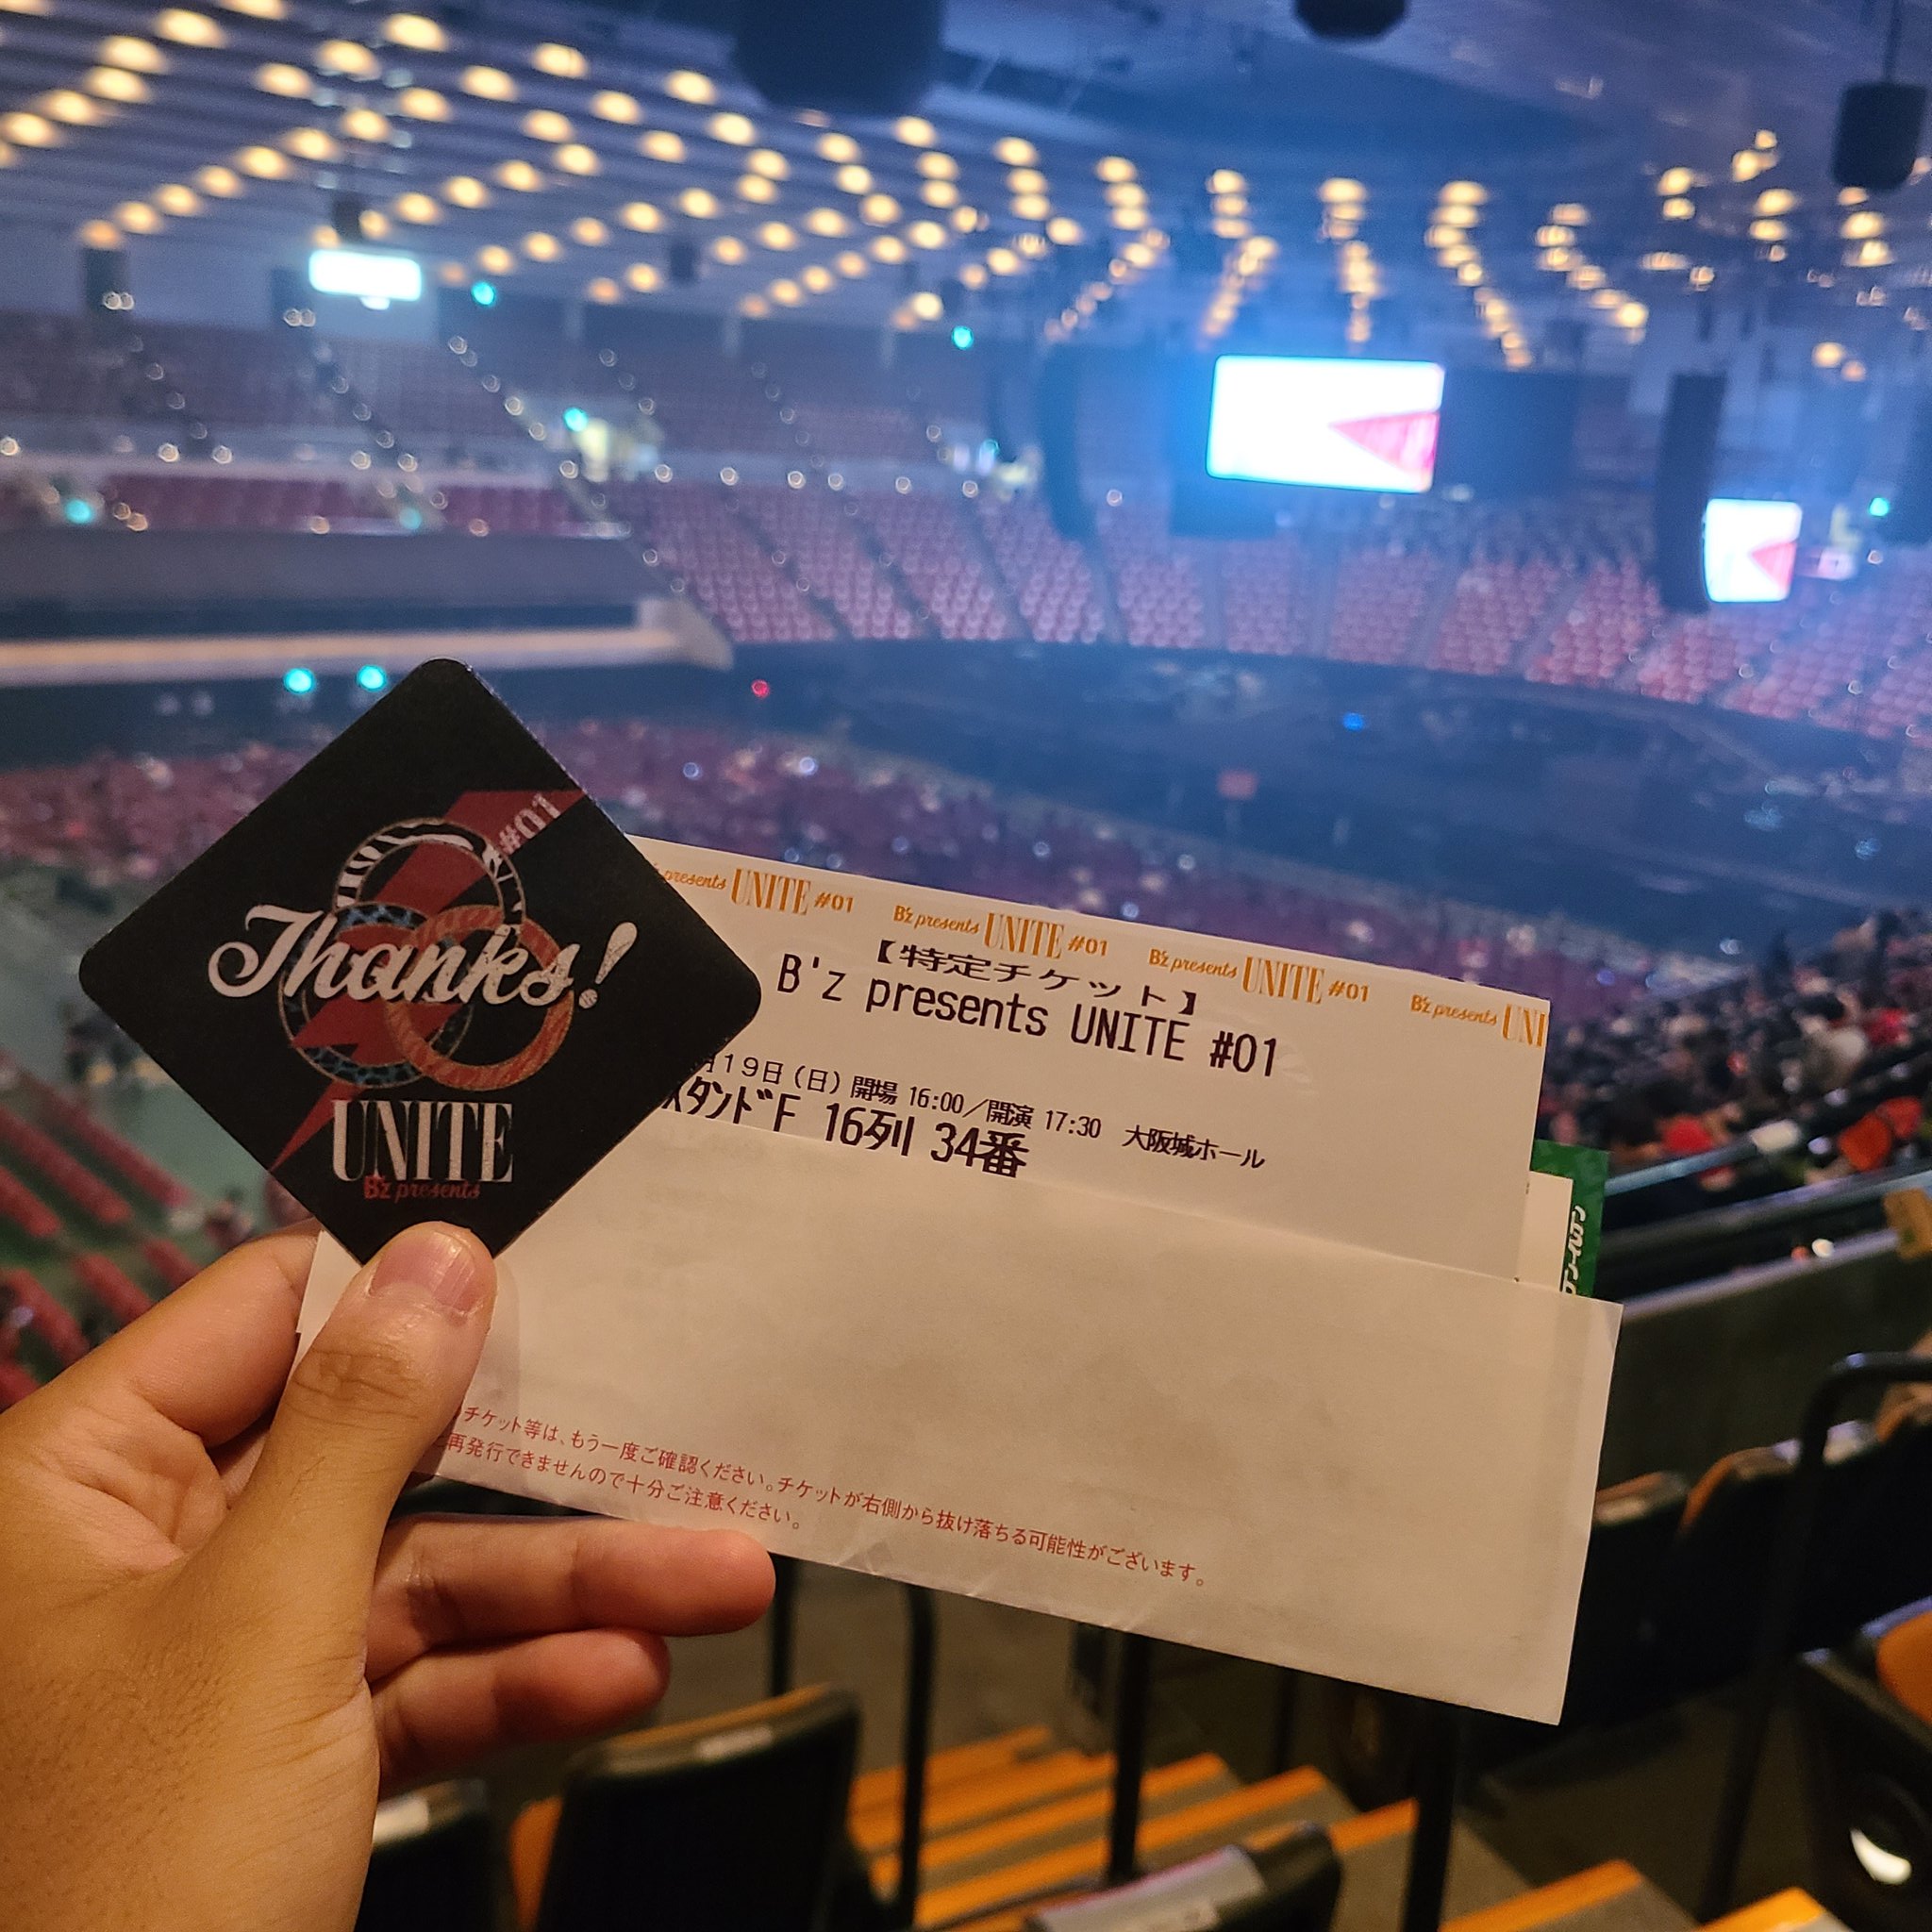 #01
Thanks!
UNITE
B'z presents
presents UNITE #01 B'z presents UNITE #01 B'z presents UNITE #01 B'z presents UNI
【特定チケット】
B'z presents UNITE #01
月19日(日) 開場 16:00/開演 17:30 大阪城ホール
スタンドF 16列 34番
チケット等は、もう一度ご確認ください。チケットが右側から抜け落ちる可能性がございます。
再発行できませんので十分ご注意ください。